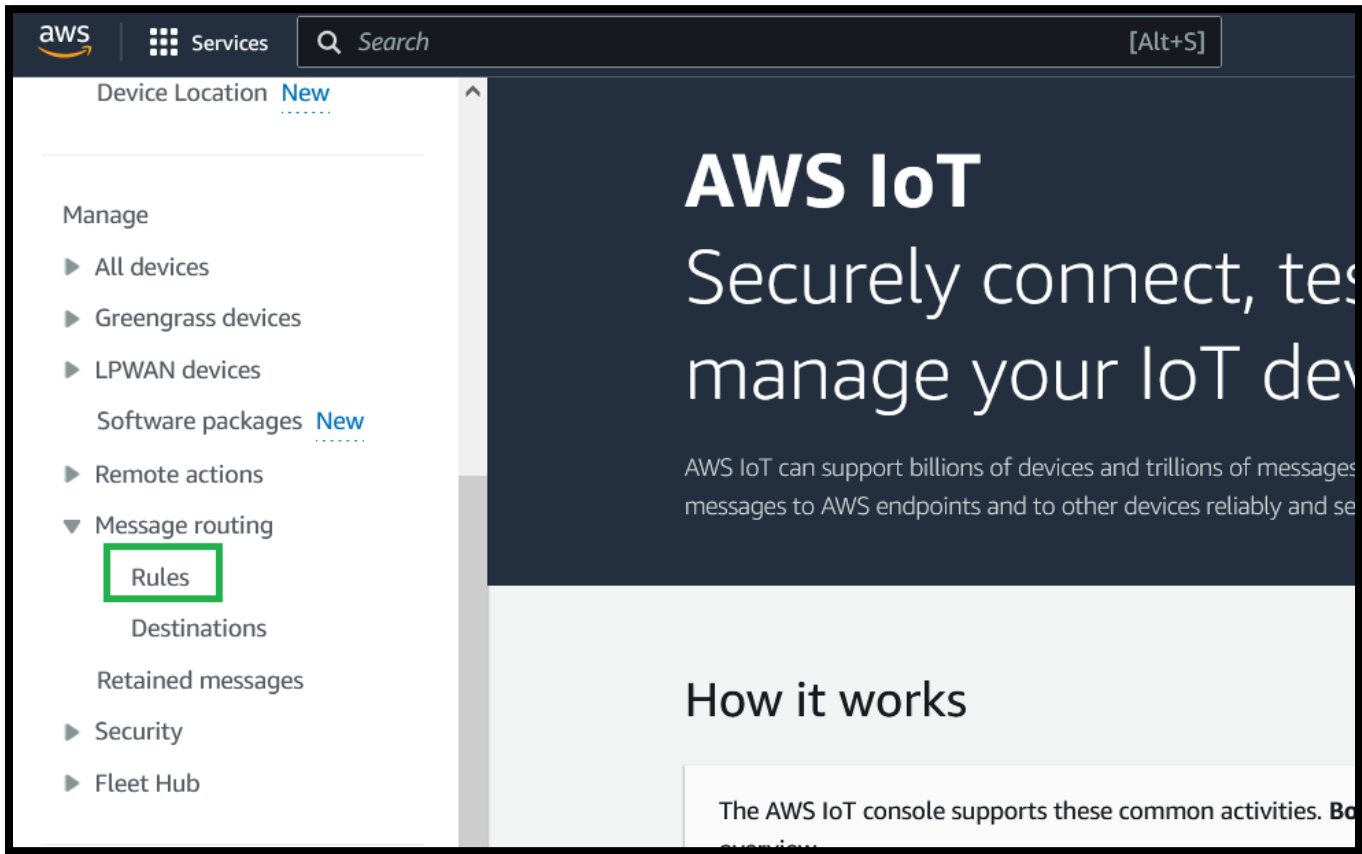 aws
Services
Search
[Alt+S]
Device Location New
Manage
All devices
Greengrass devices
LPWAN devices
Software packages New
Remote actions
Message routing
Rules
Destinations
Retained messages
Security
Fleet Hub
AWS IoT
Securely connect, tes
manage your IoT dev
AWS IoT can support billions of devices and trillions of messages
messages to AWS endpoints and to other devices reliably and se
How it works
The AWS IoT console supports these common activities. Bo
overview